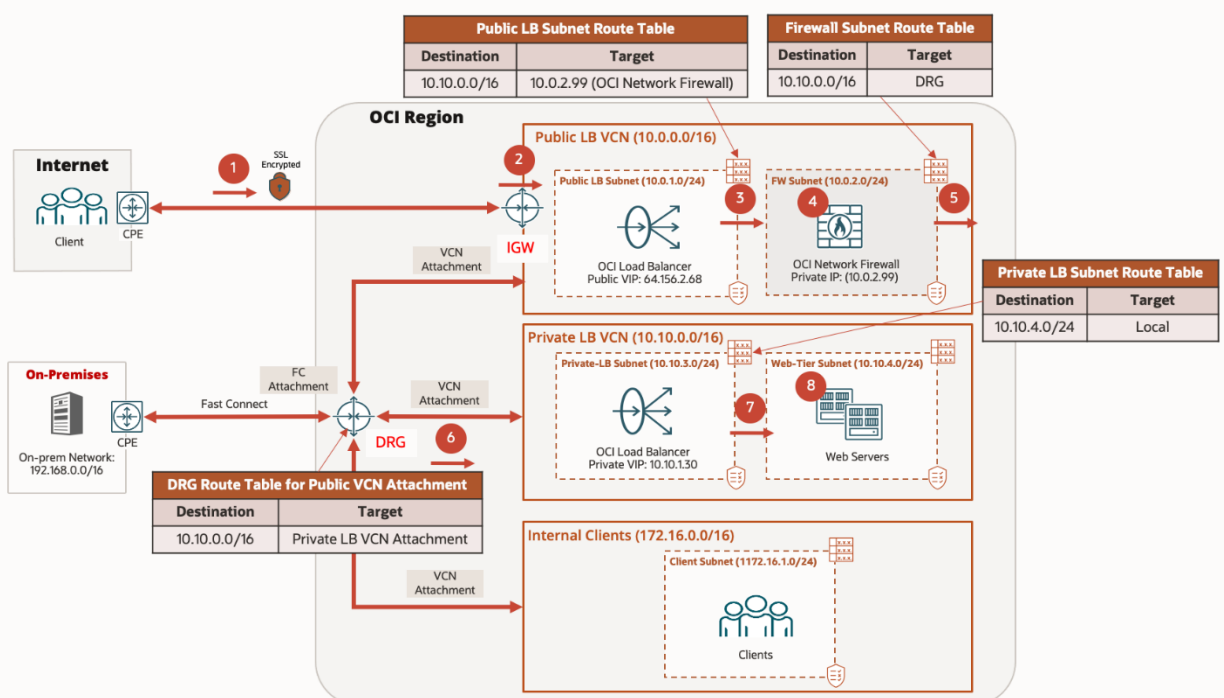 Public LB Subnet Route Table
Destination Target
10.10.0.0/16 10.0.2.99 (OCI Network Firewall)
Firewall Subnet Route Table
Destination Target
10.10.0.0/16 DRG
OCI Region
Internet
Client
CPE
1
SSL
Encrypted
2
IGW
Public LB VCN (10.0.0.0/16)
Public LB Subnet (10.0.1.0/24)
OCI Load Balancer
Public VIP: 64.156.2.68
3
FW Subnet (10.0.2.0/24)
4
OCI Network Firewall
Private IP: (10.0.2.99)
5
VCN
Attachment
Private LB Subnet Route Table
Destination Target
10.10.4.0/24 Local
On-Premises
On-prem Network:
192.168.0.0/16
CPE
Fast Connect
FC
Attachment
VCN
Attachment
DRG
6
Private LB VCN (10.10.0.0/16)
Private-LB Subnet (10.10.3.0/24)
OCI Load Balancer
Private VIP: 10.10.1.30
7
Web-Tier Subnet (10.10.4.0/24)
8
Web Servers
DRG Route Table for Public VCN Attachment
Destination Target
10.10.0.0/16 Private LB VCN Attachment
VCN
Attachment
Internal Clients (172.16.0.0/16)
Client Subnet (1172.16.1.0/24)
Clients